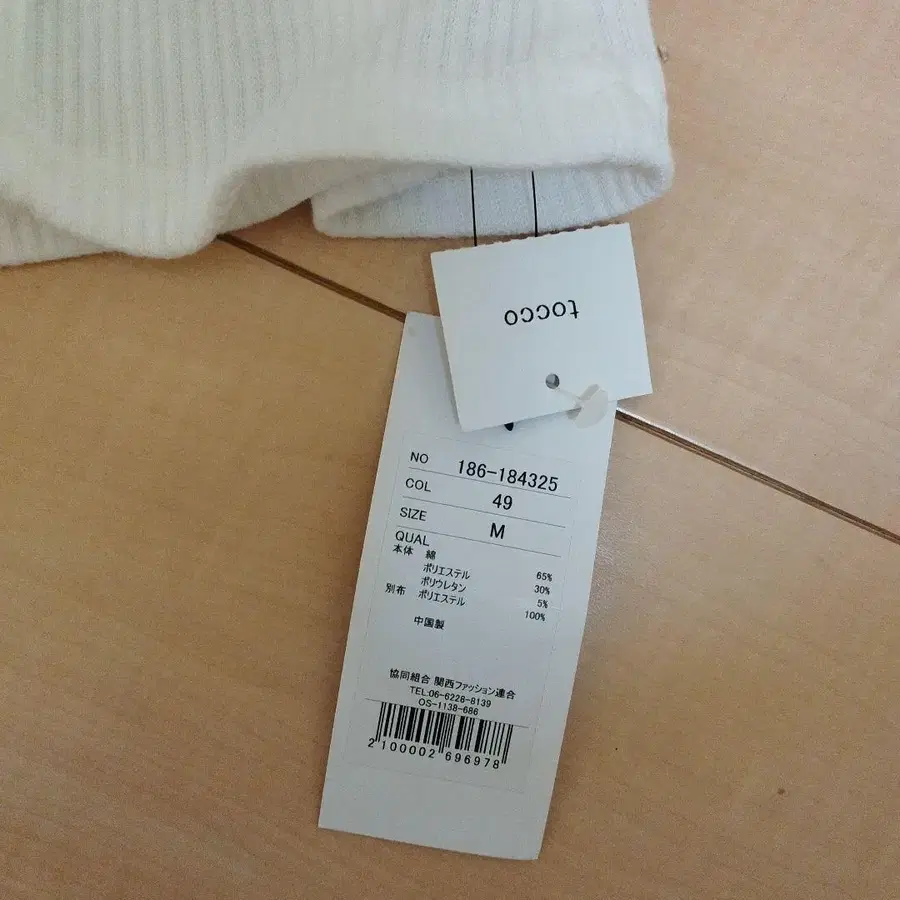 tocco
NO 186-184325
COL 49
SIZE M
QUAL
本体 綿 65%
ポリエステル 30%
ポリウレタン 5%
別布 ポリエステル 100%
中国製
協同組合 関西ファッション連合
TEL:06-6228-8139
OS-1138-686
2 100002 696978